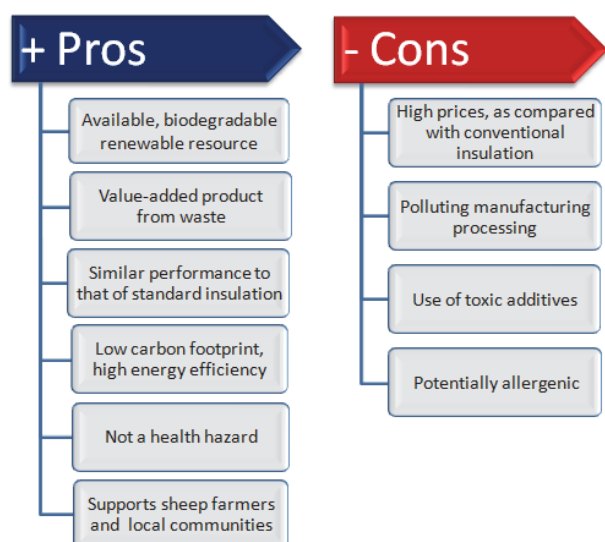 + Pros
Available, biodegradable
renewable resource
Value-added product
from waste
Similar performance to
that of standard insulation
Low carbon footprint,
high energy efficiency
Not a health hazard
Supports sheep farmers
and local communities
- Cons
High prices, as compared
with conventional
insulation
Polluting manufacturing
processing
Use of toxic additives
Potentially allergenic